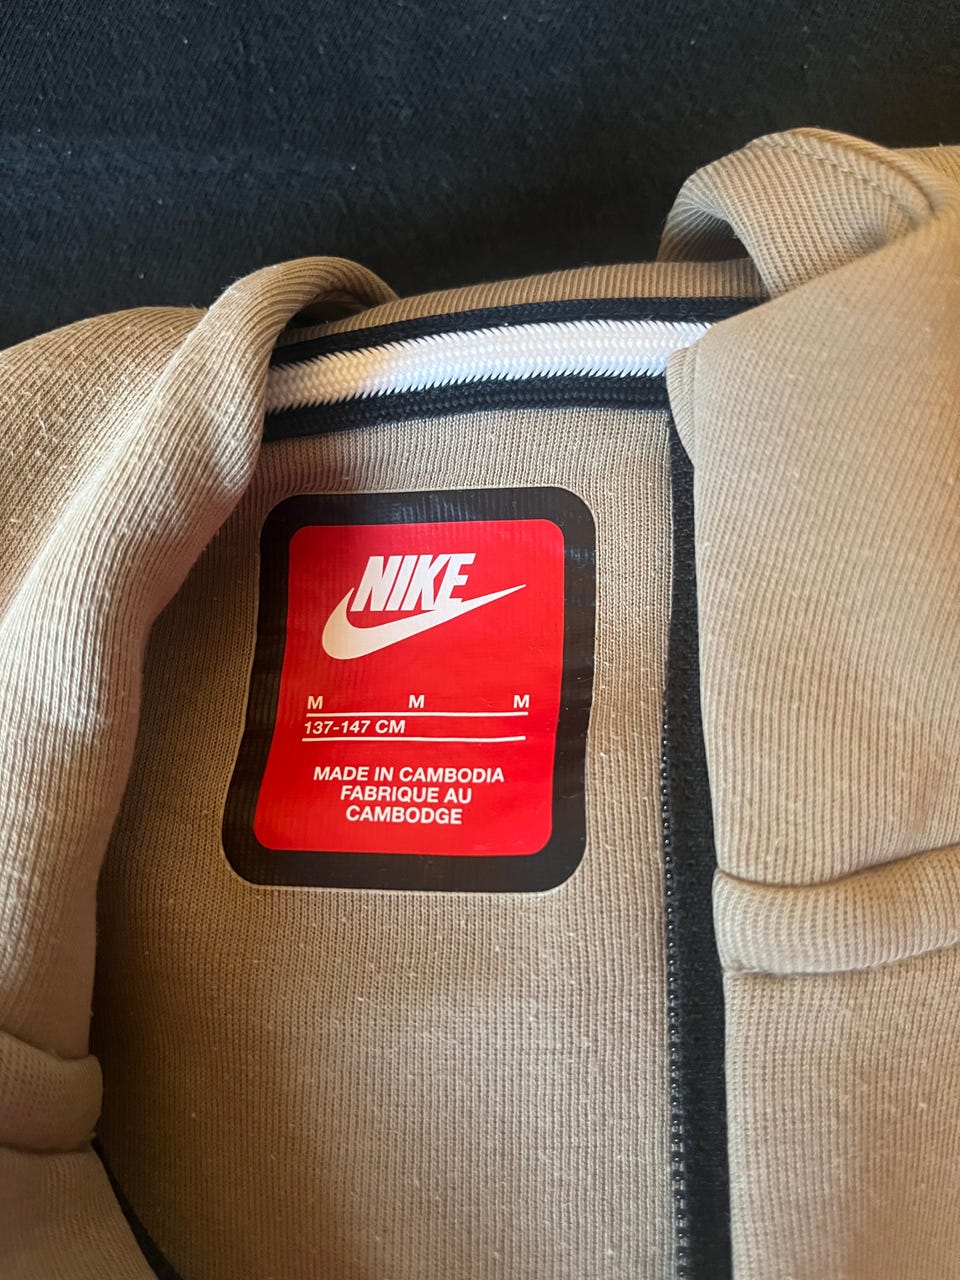 NIKE
M M M
137-147 CM
MADE IN CAMBODIA
FABRIQUE AU
CAMBODGE